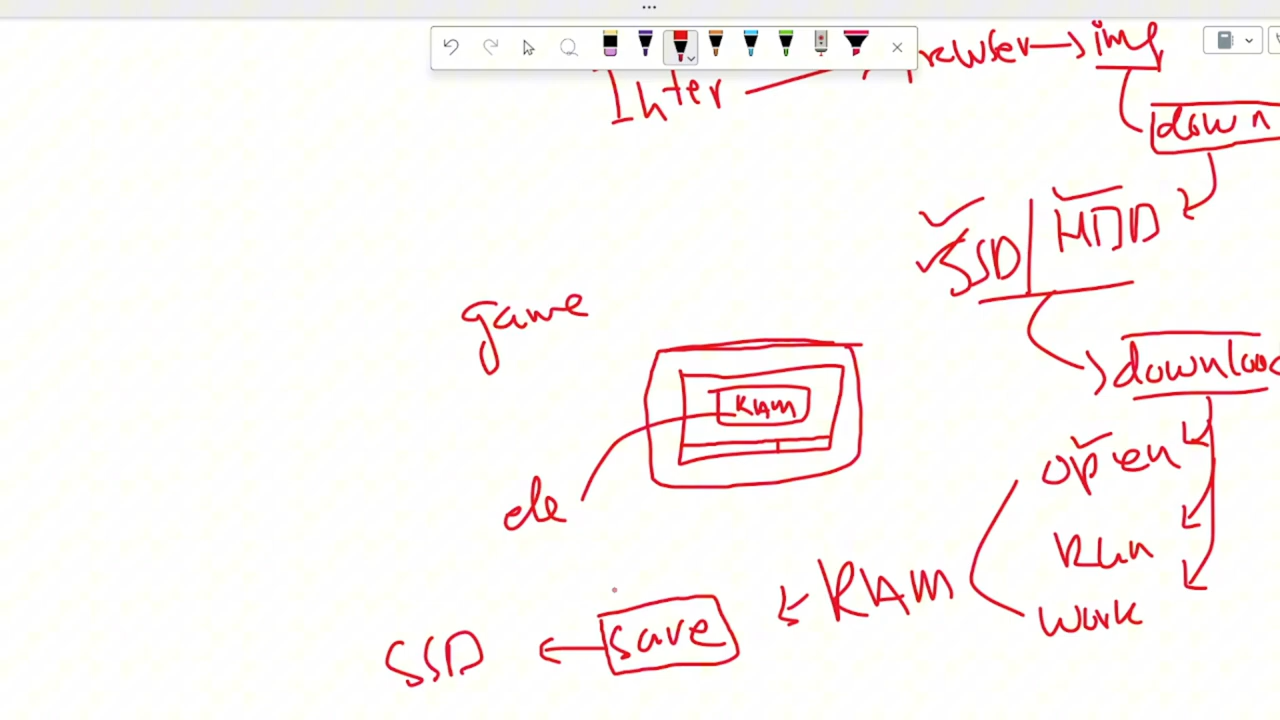 Inter rowser img
down
SSD HDD
game
download
RAM
open
ele
Run
RAM
work
save
SSD